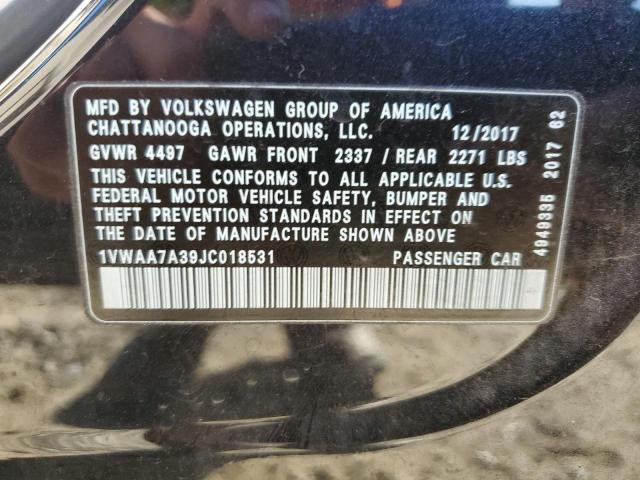 MFD BY VOLKSWAGEN GROUP OF AMERICA
CHATTANOOGA OPERATIONS, LLC. 12/2017
GVWR 4497 GAWR FRONT 2337 / REAR 2271 LBS
THIS VEHICLE CONFORMS TO ALL APPLICABLE U.S.
FEDERAL MOTOR VEHICLE SAFETY, BUMPER AND
THEFT PREVENTION STANDARDS IN EFFECT ON
THE DATE OF MANUFACTURE SHOWN ABOVE
1VWAA7A39JC018531 PASSENGER CAR
4949335 2017 62